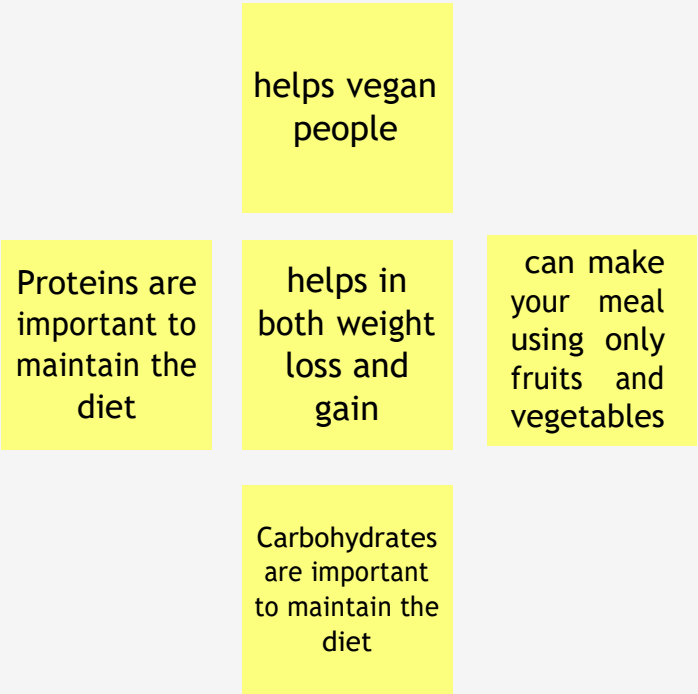 helps vegan
people
Proteins are
important to
maintain the
diet
helps in
both weight
loss and
gain
can make
your meal
using only
fruits and
vegetables
Carbohydrates
are important
to maintain the
diet